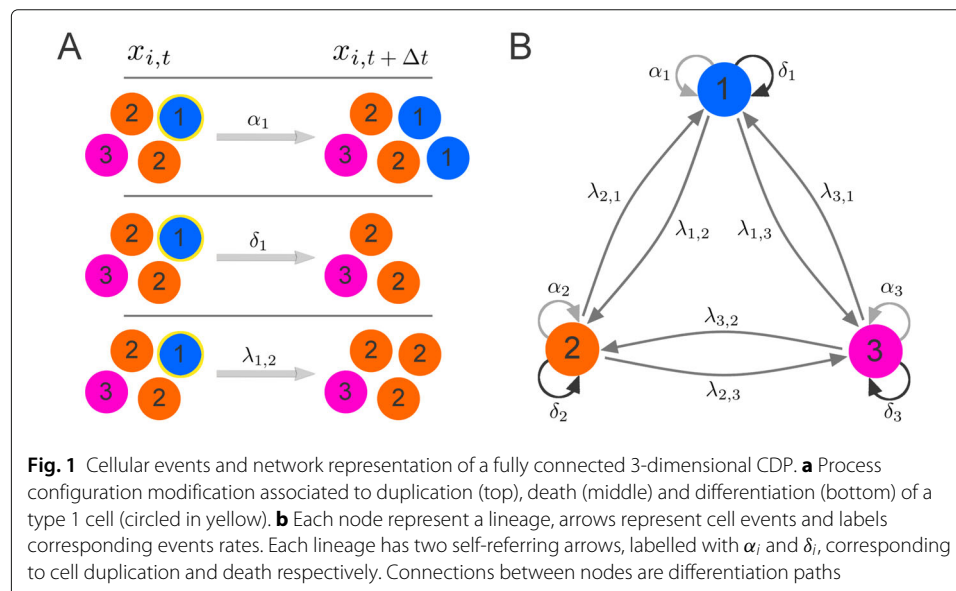 A
x_{i,t}
x_{i,t + Δt}
2 1 3 2
α_1
2 1 3 2 1
2 1 3 2
δ_1
2 3 2
2 1 3 2
λ_{1,2}
2 2 3 2
B
α_1
δ_1
1
λ_{2,1}
λ_{1,2}
λ_{1,3}
λ_{3,1}
α_2
α_3
2
3
λ_{3,2}
λ_{2,3}
δ_2
δ_3
Fig. 1 Cellular events and network representation of a fully connected 3-dimensional CDP. a Process
configuration modification associated to duplication (top), death (middle) and differentiation (bottom) of a
type 1 cell (circled in yellow). b Each node represent a lineage, arrows represent cell events and labels
corresponding events rates. Each lineage has two self-referring arrows, labelled with α_i and δ_i, corresponding
to cell duplication and death respectively. Connections between nodes are differentiation paths